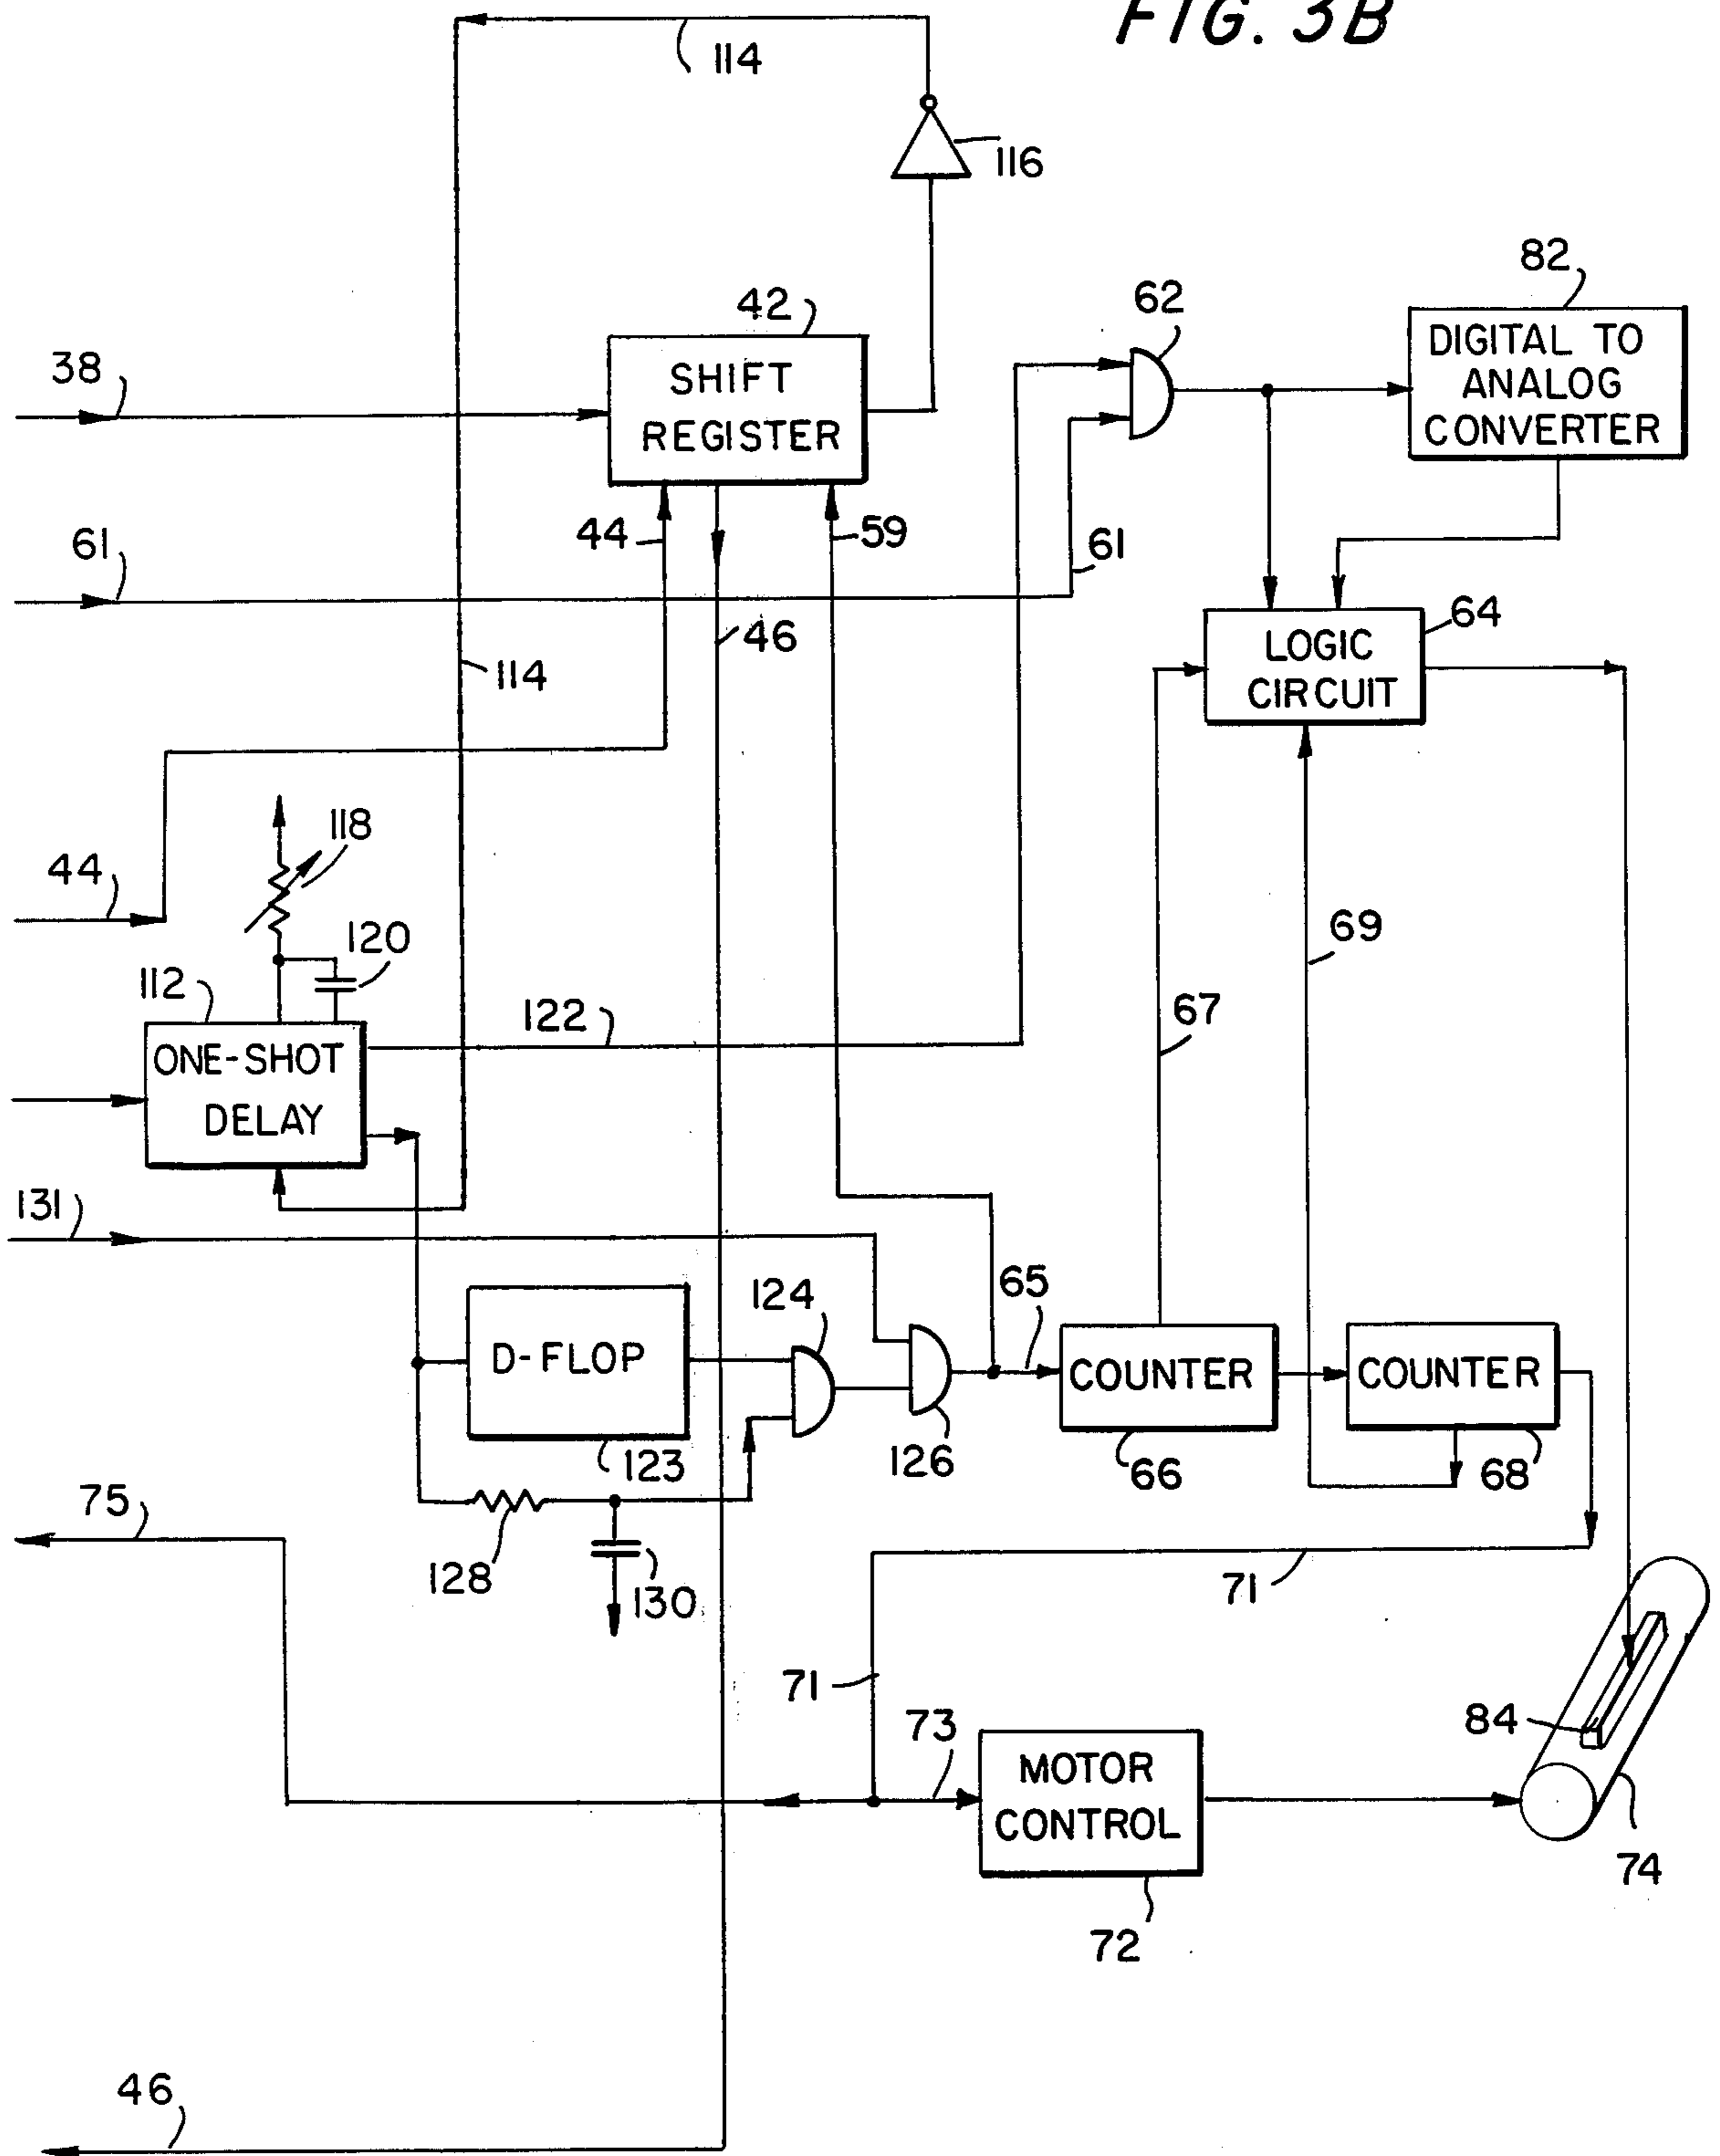 FIG. 3B
114
116
82
42
62
DIGITAL TO
ANALOG
CONVERTER
38
SHIFT
REGISTER
61
44
59
61
46
64
LOGIC
CIRCUIT
114
118
44
120
69
112
122
67
ONE-SHOT
DELAY
131
124
65
D-FLOP
COUNTER
COUNTER
123
126
66
68
75
128
130
71
71
73
84
MOTOR
CONTROL
74
72
46